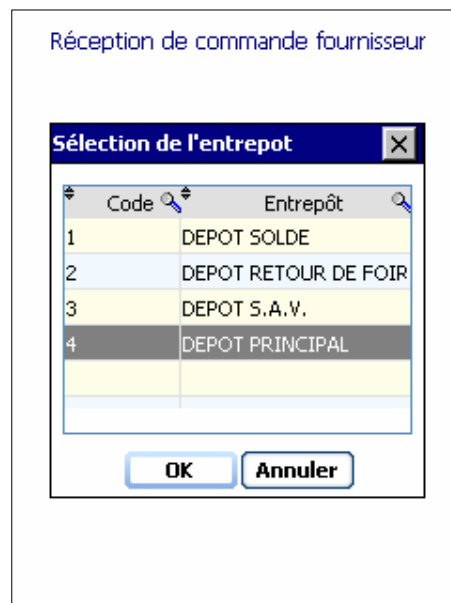 Réception de commande fournisseur
Sélection de l'entrepot
Code Entrepôt
1 DEPOT SOLDE
2 DEPOT RETOUR DE FOIR
3 DEPOT S.A.V.
4 DEPOT PRINCIPAL
OK Annuler